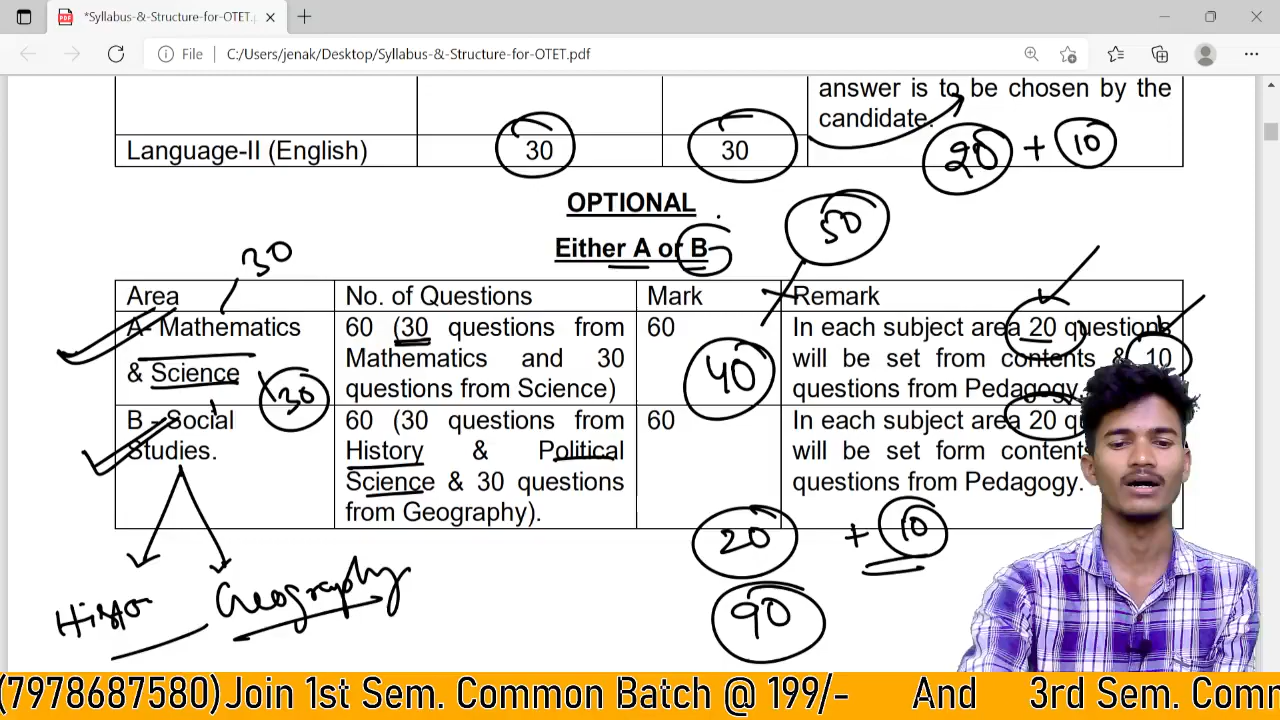 *Syllabus-&-Structure-for-OTET.p
File
C:/Users/jenak/Desktop/Syllabus-&-Structure-for-OTET.pdf
answer is to be chosen by the
candidate.
Language-II (English)
30
30
20 + 10
OPTIONAL
Either A or B
30
Area
No. of Questions
Mark
Remark
A- Mathematics
& Science
30
60 (30 questions from
Mathematics and 30
questions from Science)
60
40
In each subject area 20 questions
will be set from contents & 10
questions from Pedagogy.
B - Social
Studies.
60 (30 questions from
History & Political
Science & 30 questions
from Geography).
60
In each subject area 20
will be set form contents
questions from Pedagogy.
20 + 10
90
Histo
Geography
(7978687580) Join 1st Sem. Common Batch @ 199/- And 3rd Sem. Comm